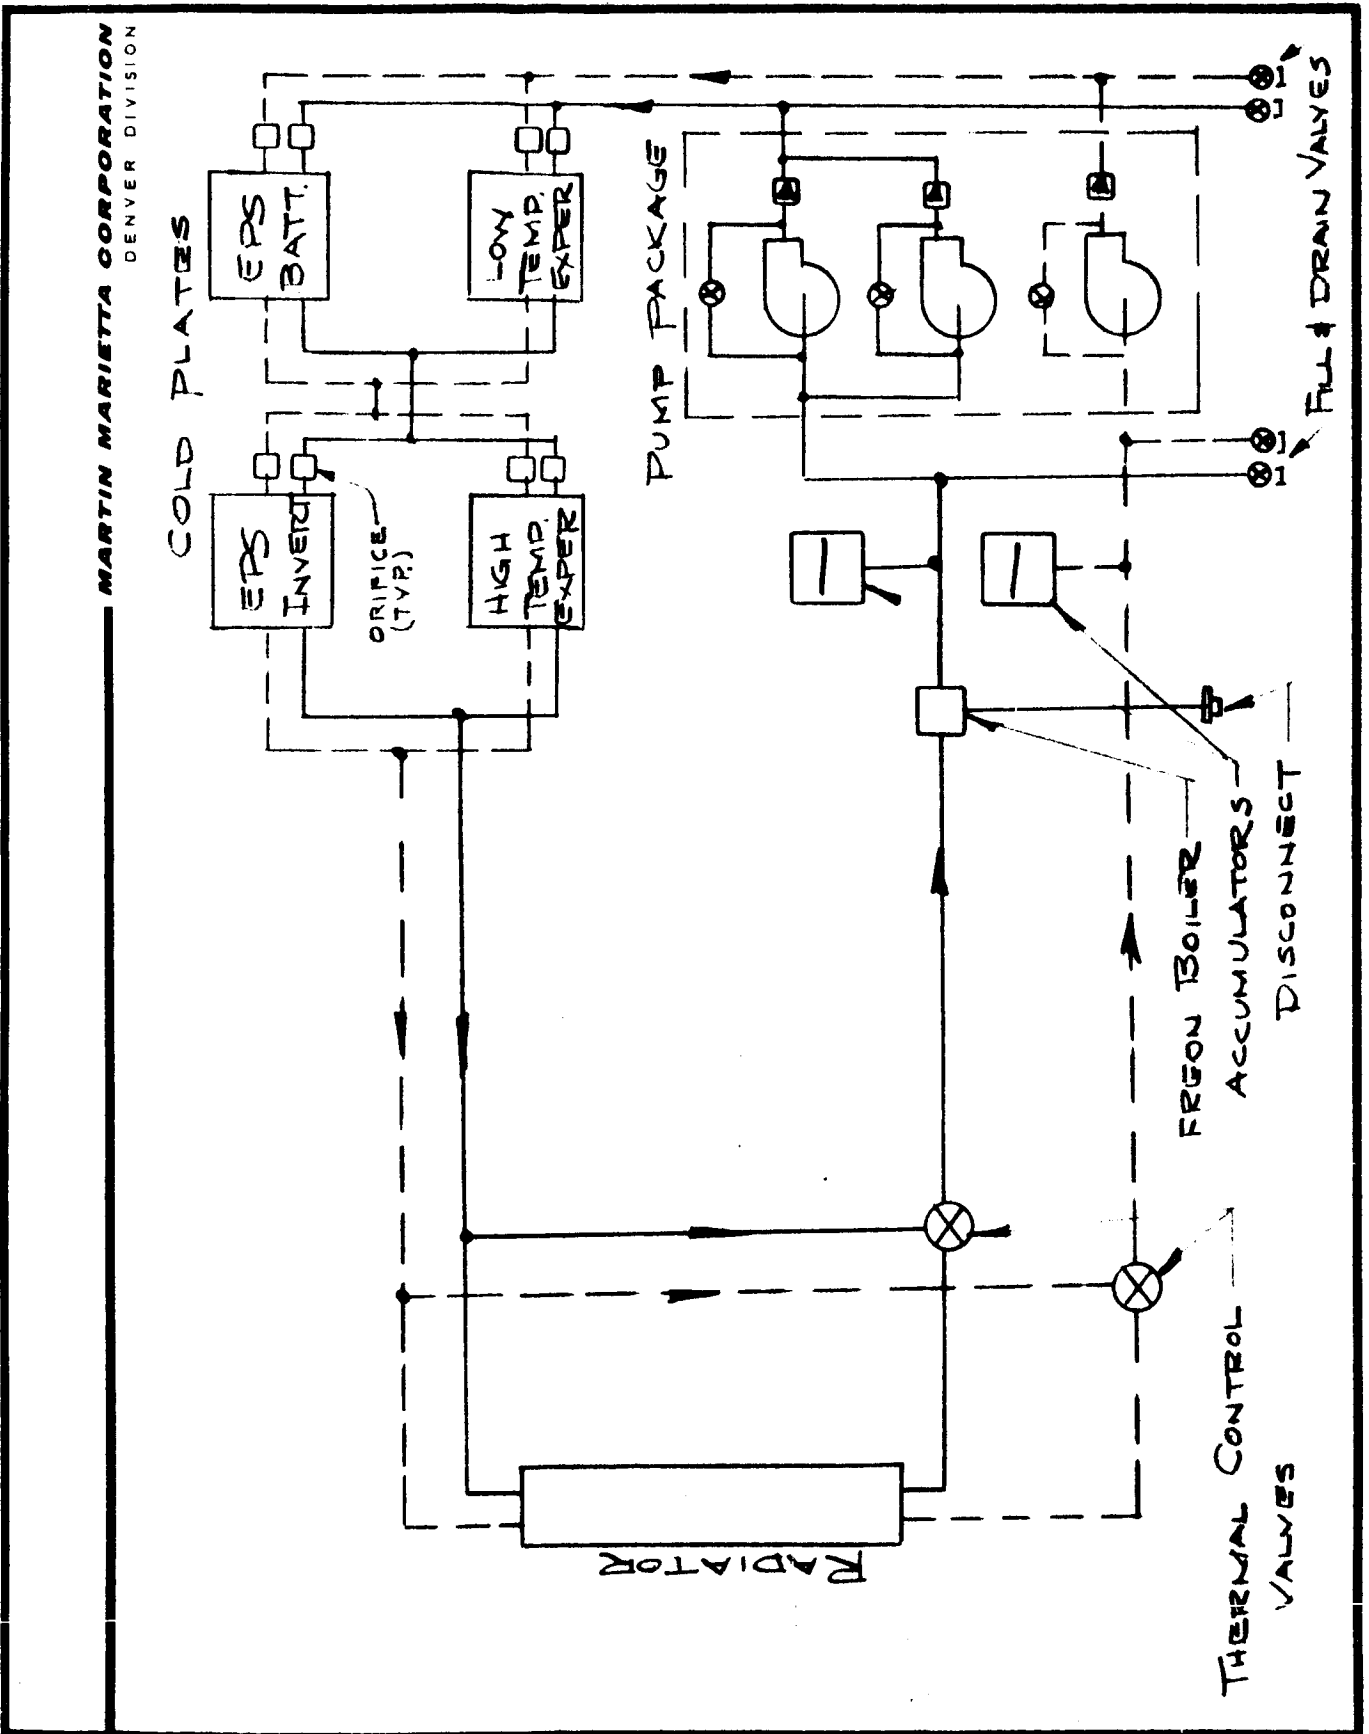 MARTIN MARIETTA CORPORATION
DENVER DIVISION
COLD PLATES
EPS
INVERT
EPS
BATT.
ORIFICE
(TYP.)
HIGH
TEMP.
EXPER
LOW
TEMP.
EXPER
PUMP PACKAGE
RADIATOR
FREON BOILER
ACCUMULATORS
DISCONNECT
FILL & DRAIN VALVES
THERMAL CONTROL
VALVES